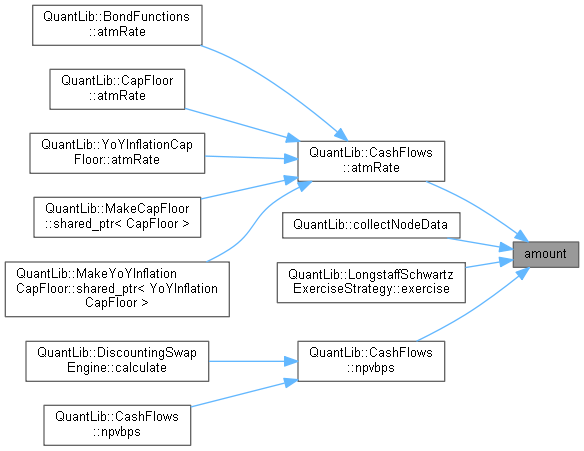 QuantLib::BondFunctions
::atmRate
QuantLib::CapFloor
::atmRate
QuantLib::YoYInflationCap
Floor::atmRate
QuantLib::MakeCapFloor
::shared_ptr< CapFloor >
QuantLib::MakeYoYInflation
CapFloor::shared_ptr< YoYInflation
CapFloor >
QuantLib::DiscountingSwap
Engine::calculate
QuantLib::CashFlows
::npvbps
QuantLib::CashFlows
::atmRate
QuantLib::collectNodeData
QuantLib::LongstaffSchwartz
ExerciseStrategy::exercise
QuantLib::CashFlows
::npvbps
amount